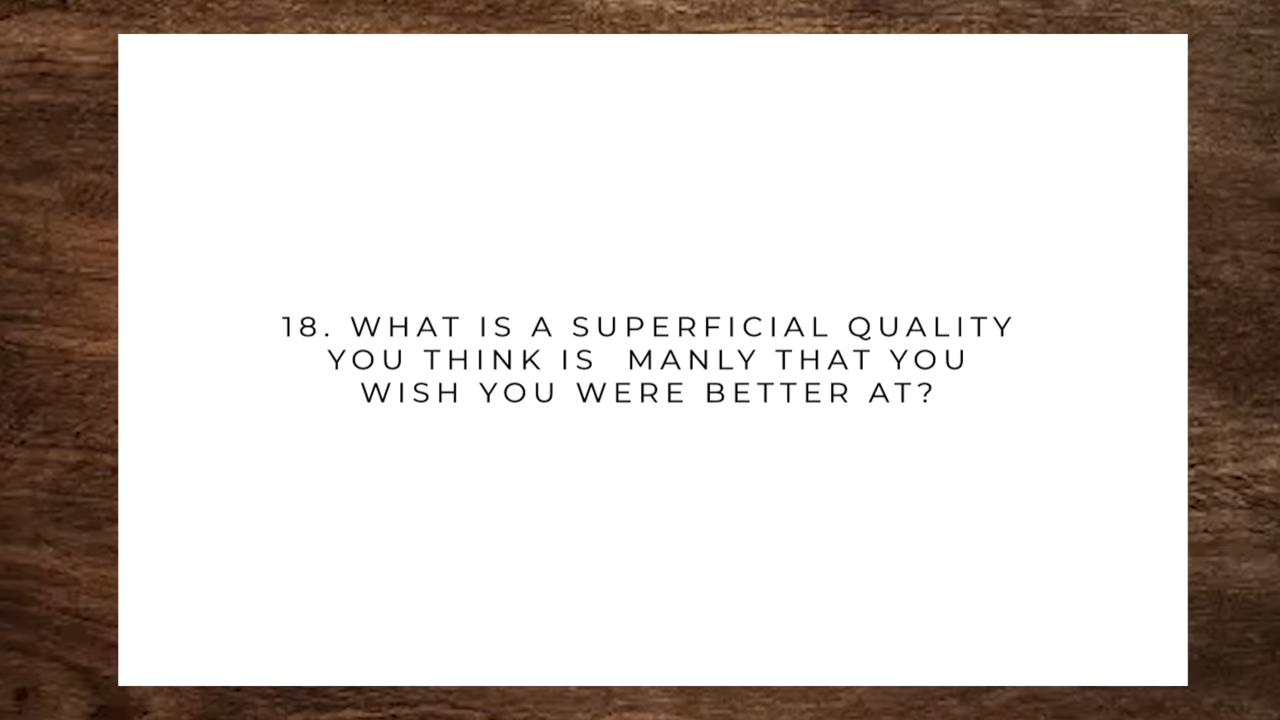 18. WHAT IS A SUPERFICIAL QUALITY
YOU THINK IS  MANLY THAT YOU
WISH YOU WERE BETTER AT?